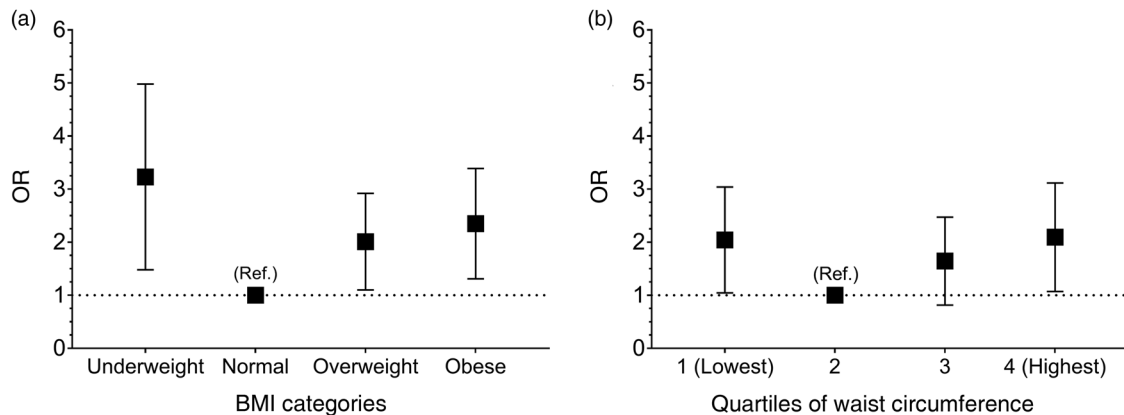 (a)
6
5
4
3
2
1
0
OR
(Ref.)
Underweight Normal Overweight Obese
BMI categories
(b)
6
5
4
3
2
1
0
OR
(Ref.)
1 (Lowest) 2 3 4 (Highest)
Quartiles of waist circumference